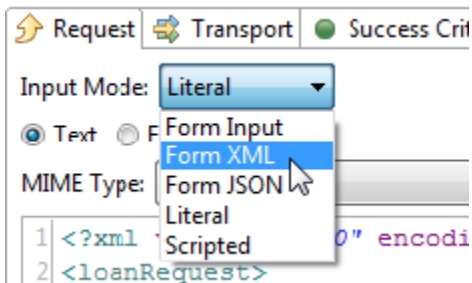 Request Transport Success Crit
Input Mode: Literal
Text F
Form Input
Form XML
MIME Type: Form JSON
Literal
Scripted
1 <?xml 0" encodi
2 <loanRequest>